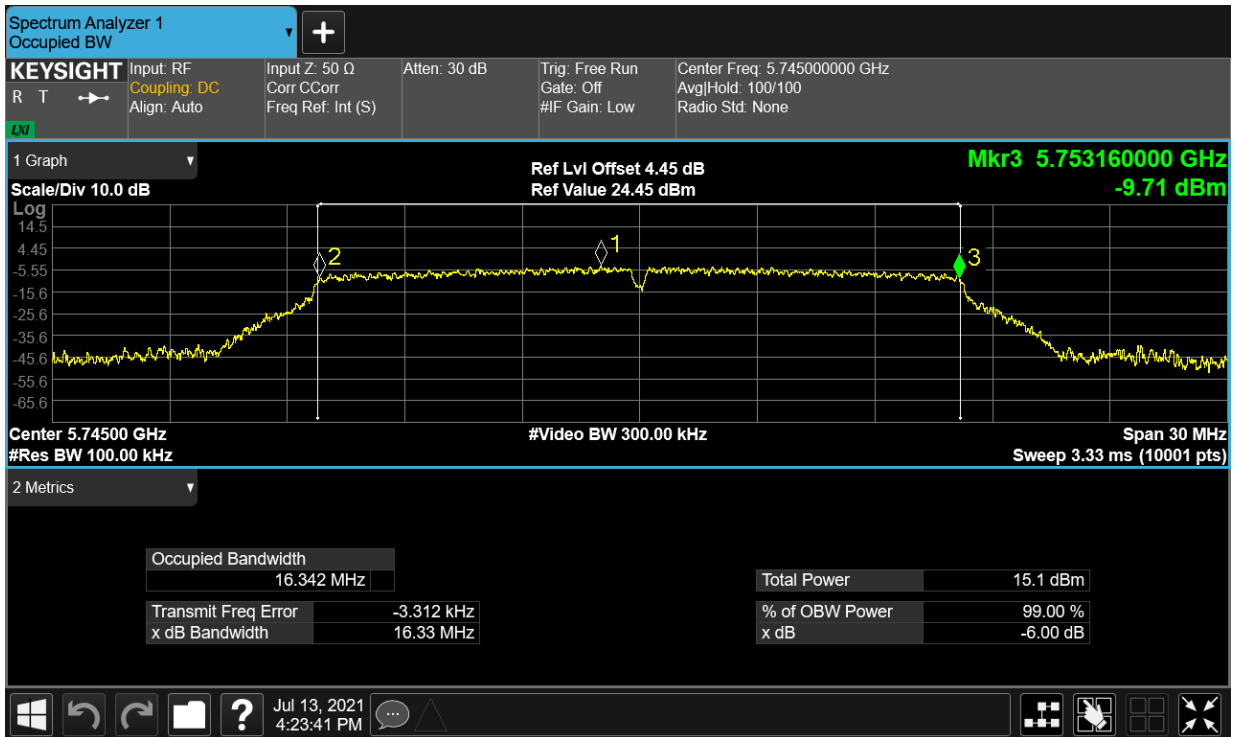 Spectrum Analyzer 1
Occupied BW
KEYSIGHT
R T
LXI
Input: RF
Coupling: DC
Align: Auto
Input Z: 50 Ω
Corr CCorr
Freq Ref: Int (S)
Atten: 30 dB
Trig: Free Run
Gate: Off
#IF Gain: Low
Center Freq: 5.745000000 GHz
Avg|Hold: 100/100
Radio Std: None
1 Graph
Scale/Div 10.0 dB
Ref Lvl Offset 4.45 dB
Ref Value 24.45 dBm
Mkr3 5.753160000 GHz
-9.71 dBm
Log
14.5
4.45
-5.55
-15.6
-25.6
-35.6
-45.6
-55.6
-65.6
1
2
3
Center 5.74500 GHz
#Video BW 300.00 kHz
Span 30 MHz
#Res BW 100.00 kHz
Sweep 3.33 ms (10001 pts)
2 Metrics
Occupied Bandwidth
16.342 MHz
Transmit Freq Error -3.312 kHz
x dB Bandwidth 16.33 MHz
Total Power 15.1 dBm
% of OBW Power 99.00 %
x dB -6.00 dB
?
Jul 13, 2021
4:23:41 PM